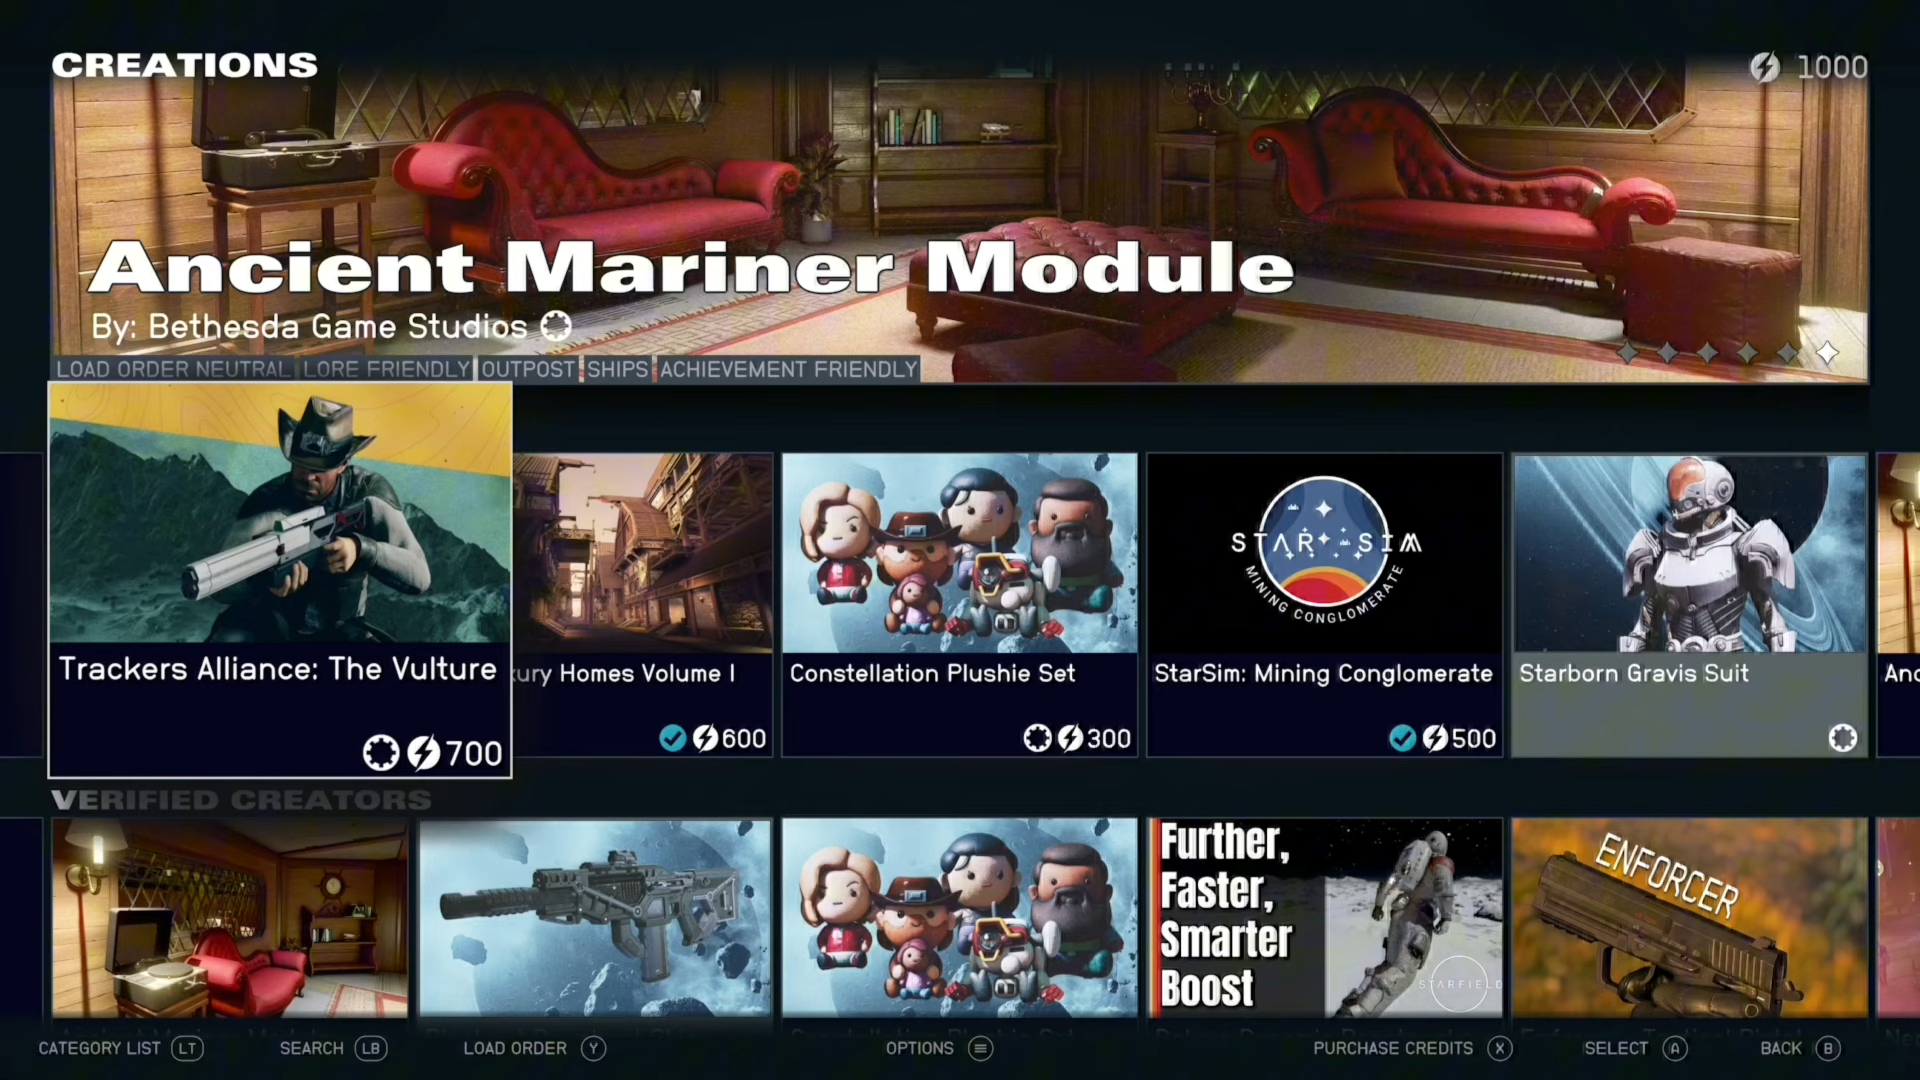 CREATIONS
1000
Ancient Mariner Module
By: Bethesda Game Studios
LOAD ORDER NEUTRAL LORE FRIENDLY OUTPOST SHIPS ACHIEVEMENT FRIENDLY
STAR SIM
MINING CONGLOMERATE
Trackers Alliance: The Vulture
700
ury Homes Volume I
600
Constellation Plushie Set
300
StarSim: Mining Conglomerate
500
Starborn Gravis Suit
VERIFIED CREATORS
Further,
Faster,
Smarter
Boost
STARFIELD
ENFORCER
CATEGORY LIST LT
SEARCH LB
LOAD ORDER Y
OPTIONS
PURCHASE CREDITS X
SELECT A
BACK B